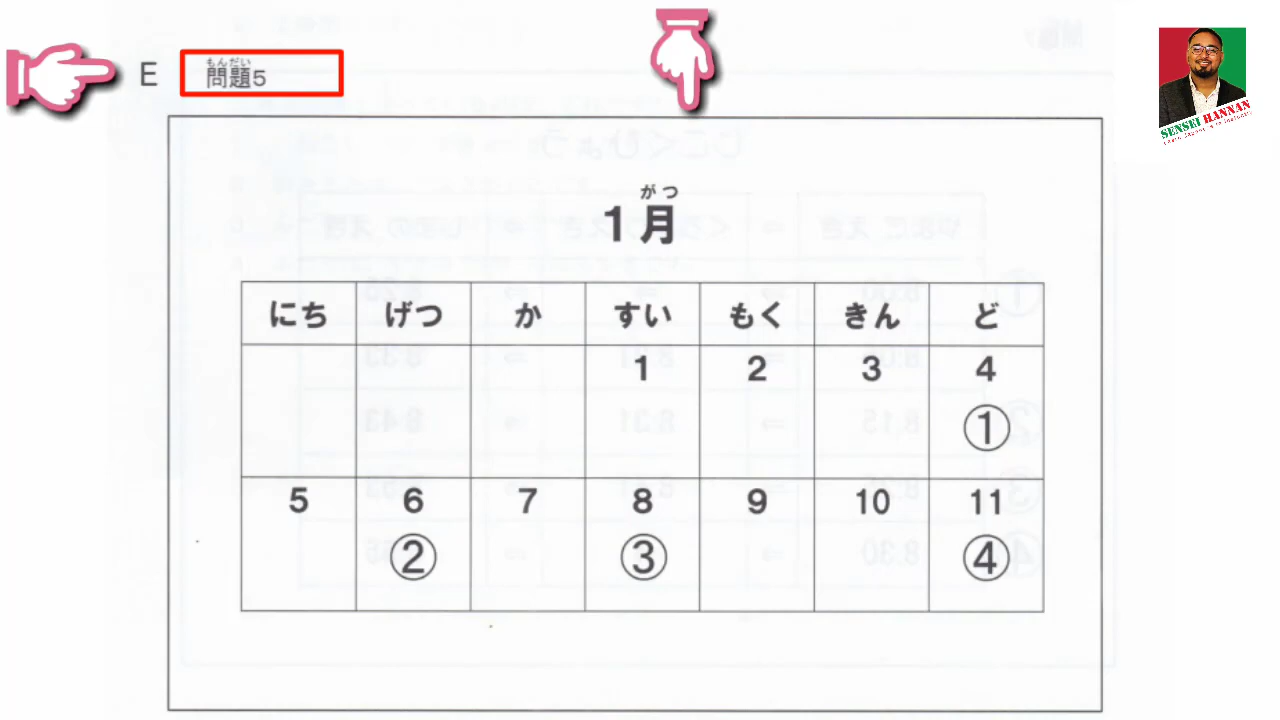 E 問題5
もんだい
1月
がつ
にち げつ か すい もく きん ど
1 2 3 4
①
5 6 7 8 9 10 11
② ③ ④
SENSEI HANNAN